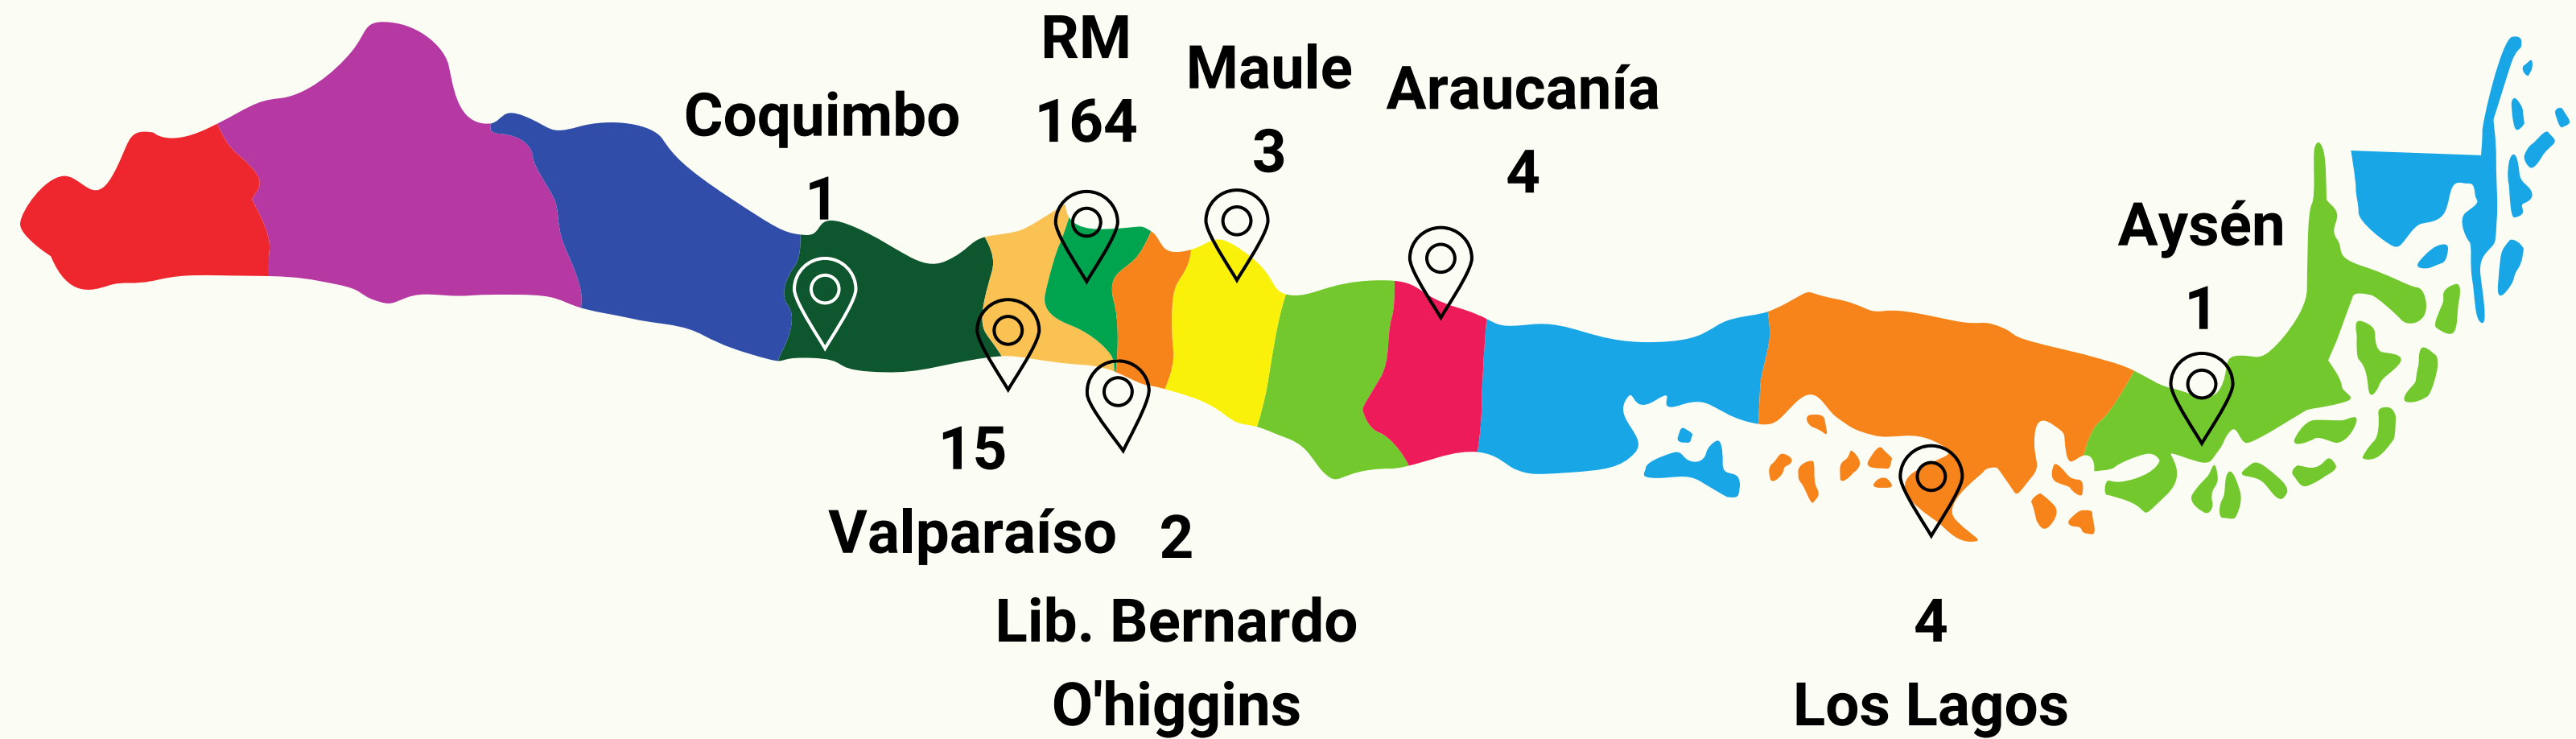 Coquimbo
1
RM
164
Maule
3
Araucanía
4
Aysén
1
15
Valparaíso
2
Lib. Bernardo
O'higgins
4
Los Lagos